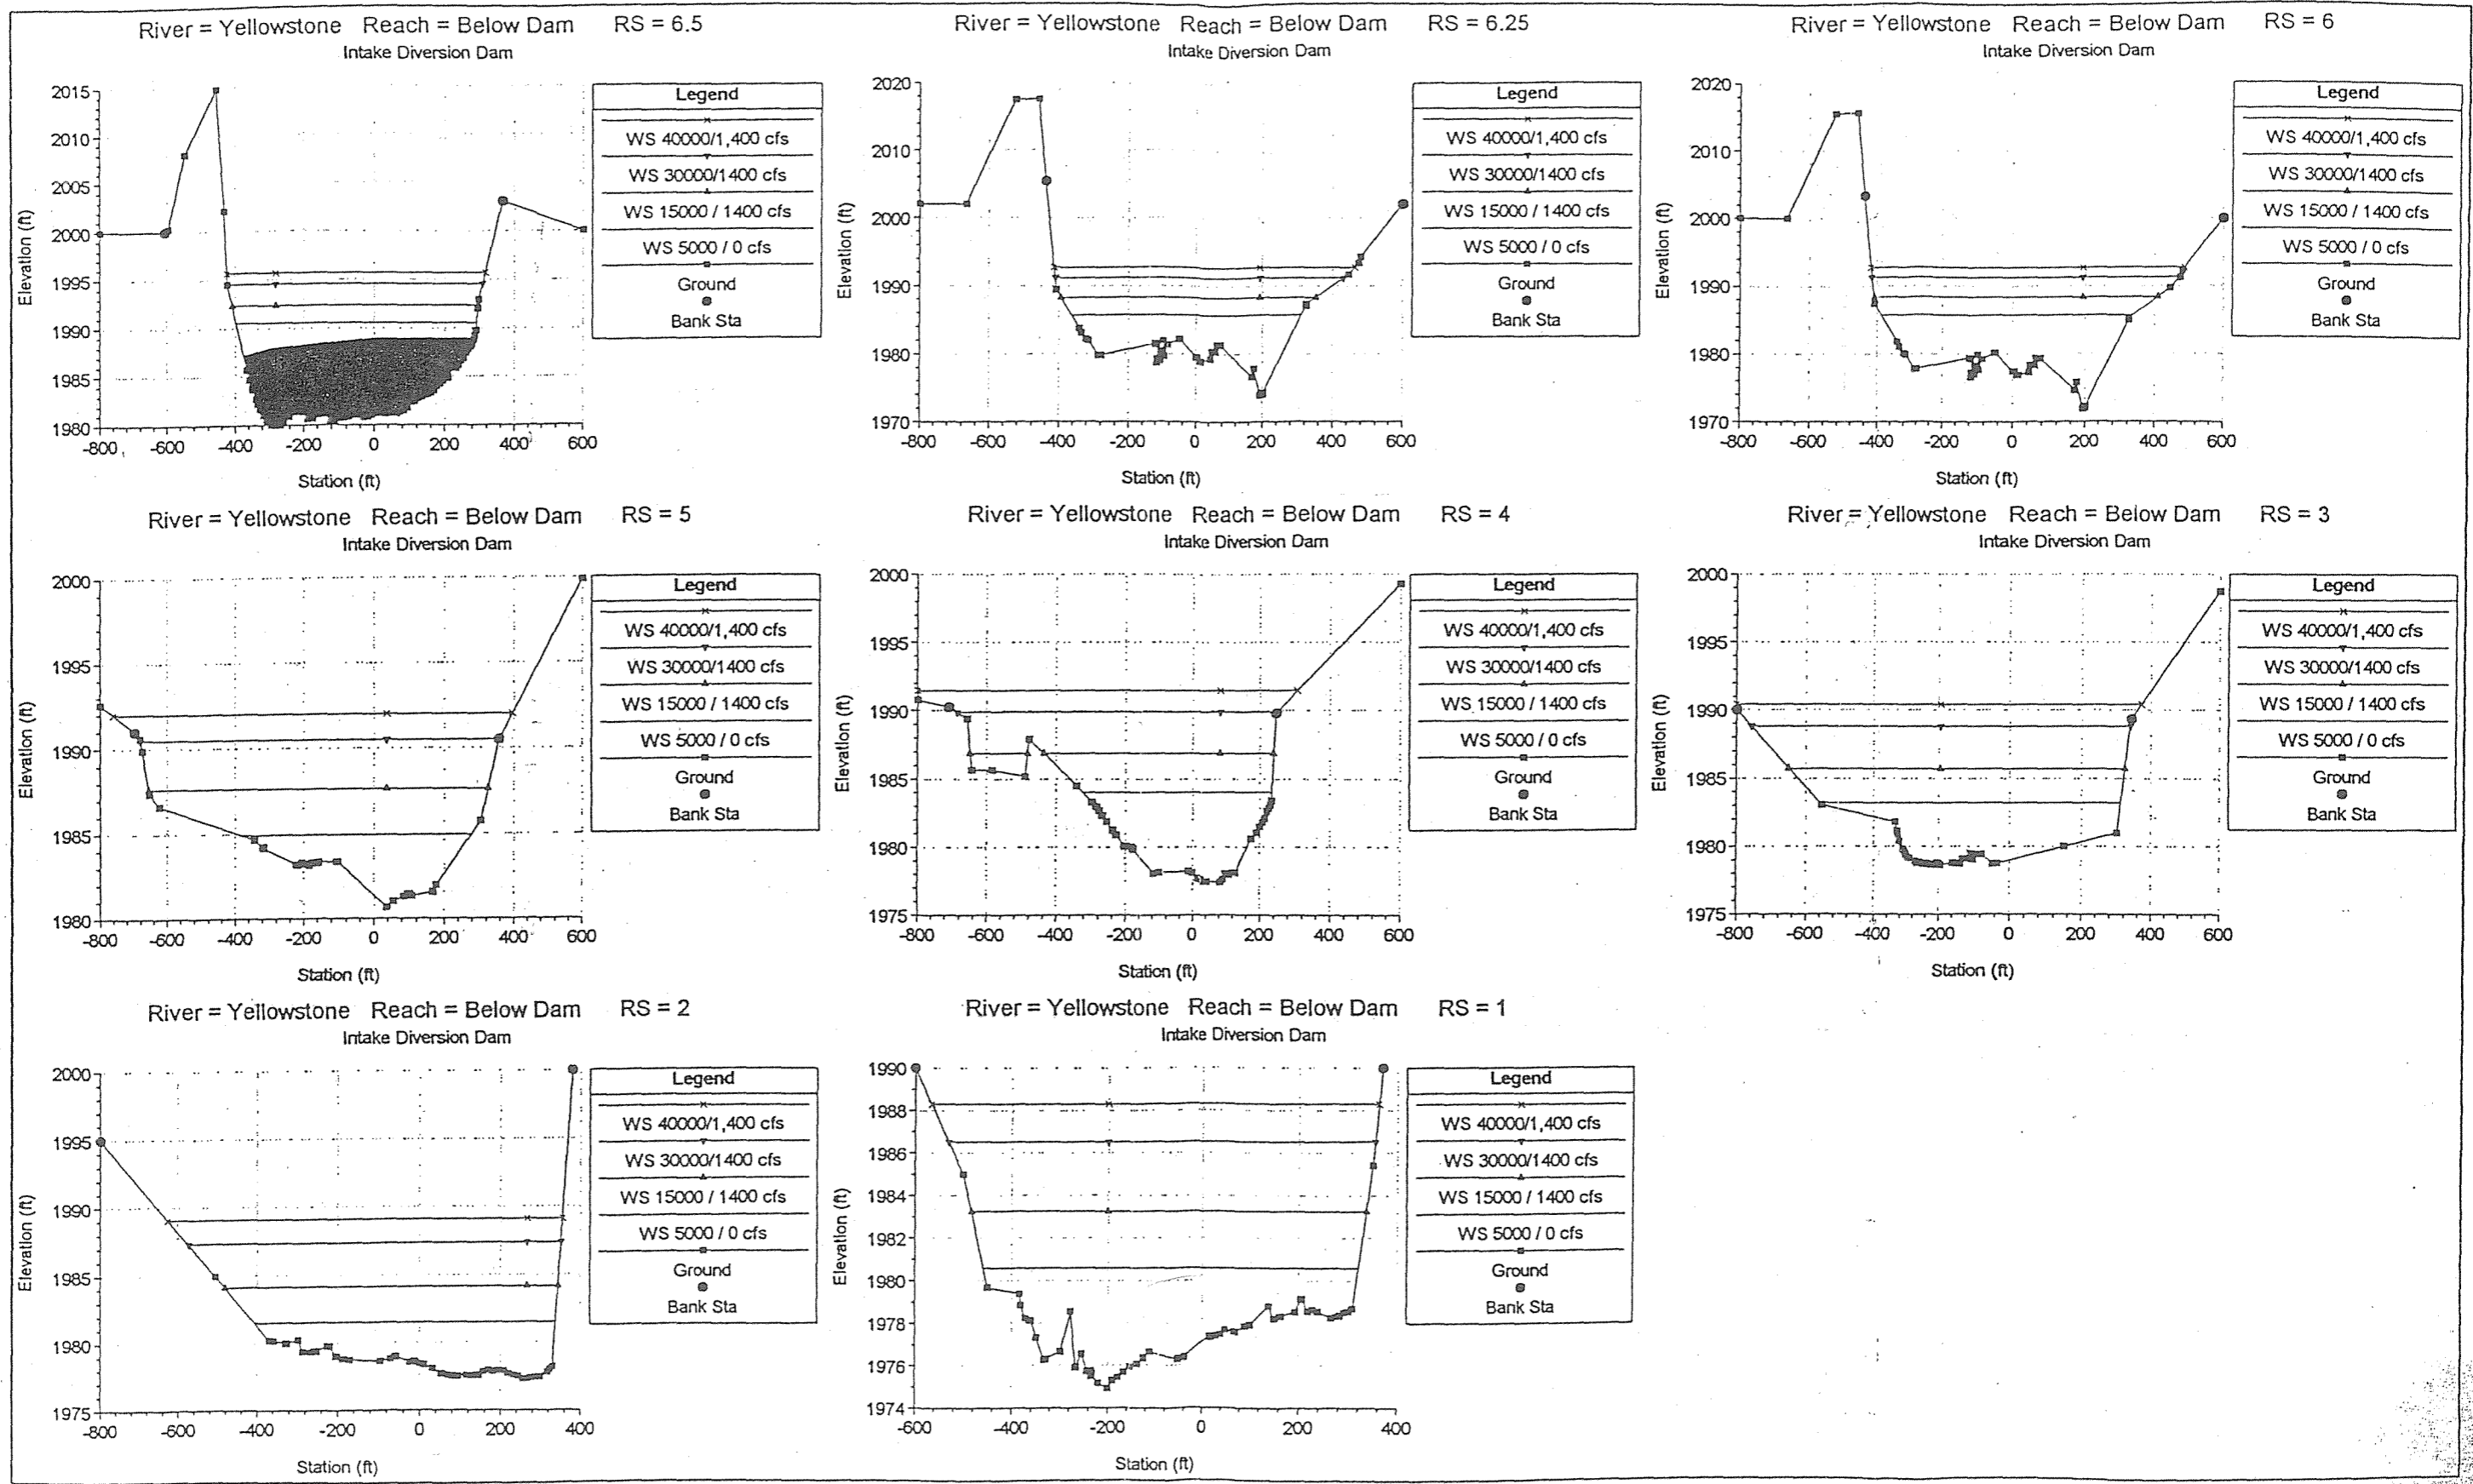 River = Yellowstone Reach = Below Dam RS = 6.5
Intake Diversion Dam
Elevation (ft)
2015
2010
2005
2000
1995
1990
1985
1980
-800 -600 -400 -200 0 200 400 600
Station (ft)
Legend
WS 40000/1,400 cfs
WS 30000/1400 cfs
WS 15000 / 1400 cfs
WS 5000 / 0 cfs
Ground
Bank Sta
River = Yellowstone Reach = Below Dam RS = 6.25
Intake Diversion Dam
Elevation (ft)
2020
2010
2000
1990
1980
1970
-800 -600 -400 -200 0 200 400 600
Station (ft)
Legend
WS 40000/1,400 cfs
WS 30000/1400 cfs
WS 15000 / 1400 cfs
WS 5000 / 0 cfs
Ground
Bank Sta
River = Yellowstone Reach = Below Dam RS = 6
Intake Diversion Dam
Elevation (ft)
2020
2010
2000
1990
1980
1970
-800 -600 -400 -200 0 200 400 600
Station (ft)
Legend
WS 40000/1,400 cfs
WS 30000/1400 cfs
WS 15000 / 1400 cfs
WS 5000 / 0 cfs
Ground
Bank Sta
River = Yellowstone Reach = Below Dam RS = 5
Intake Diversion Dam
Elevation (ft)
2000
1995
1990
1985
1980
-800 -600 -400 -200 0 200 400 600
Station (ft)
Legend
WS 40000/1,400 cfs
WS 30000/1400 cfs
WS 15000 / 1400 cfs
WS 5000 / 0 cfs
Ground
Bank Sta
River = Yellowstone Reach = Below Dam RS = 4
Intake Diversion Dam
Elevation (ft)
2000
1995
1990
1985
1980
1975
-800 -600 -400 -200 0 200 400 600
Station (ft)
Legend
WS 40000/1,400 cfs
WS 30000/1400 cfs
WS 15000 / 1400 cfs
WS 5000 / 0 cfs
Ground
Bank Sta
River = Yellowstone Reach = Below Dam RS = 3
Intake Diversion Dam
Elevation (ft)
2000
1995
1990
1985
1980
1975
-800 -600 -400 -200 0 200 400 600
Station (ft)
Legend
WS 40000/1,400 cfs
WS 30000/1400 cfs
WS 15000 / 1400 cfs
WS 5000 / 0 cfs
Ground
Bank Sta
River = Yellowstone Reach = Below Dam RS = 2
Intake Diversion Dam
Elevation (ft)
2000
1995
1990
1985
1980
1975
-800 -600 -400 -200 0 200 400
Station (ft)
Legend
WS 40000/1,400 cfs
WS 30000/1400 cfs
WS 15000 / 1400 cfs
WS 5000 / 0 cfs
Ground
Bank Sta
River = Yellowstone Reach = Below Dam RS = 1
Intake Diversion Dam
Elevation (ft)
1990
1988
1986
1984
1982
1980
1978
1976
1974
-600 -400 -200 0 200 400
Station (ft)
Legend
WS 40000/1,400 cfs
WS 30000/1400 cfs
WS 15000 / 1400 cfs
WS 5000 / 0 cfs
Ground
Bank Sta